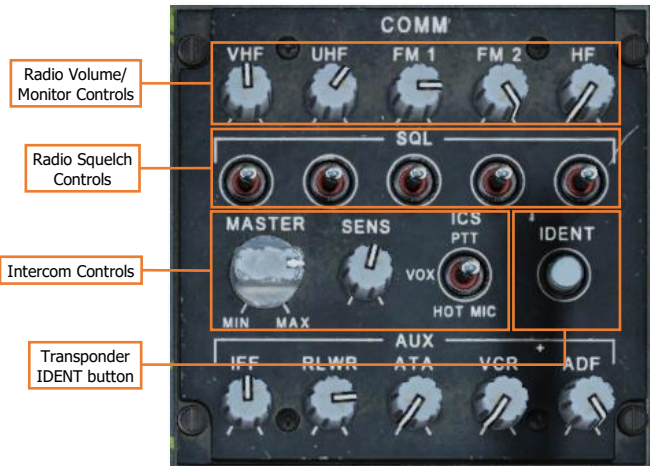 COMM
Radio Volume/
Monitor Controls
VHF UHF FM 1 FM 2 HF
Radio Squelch
Controls
SQL
Intercom Controls
MASTER SENS ICS
PTT
VOX
HOT MIC
MIN MAX
IDENT
Transponder
IDENT button
AUX
IFF RLWR ATA VCR ADF